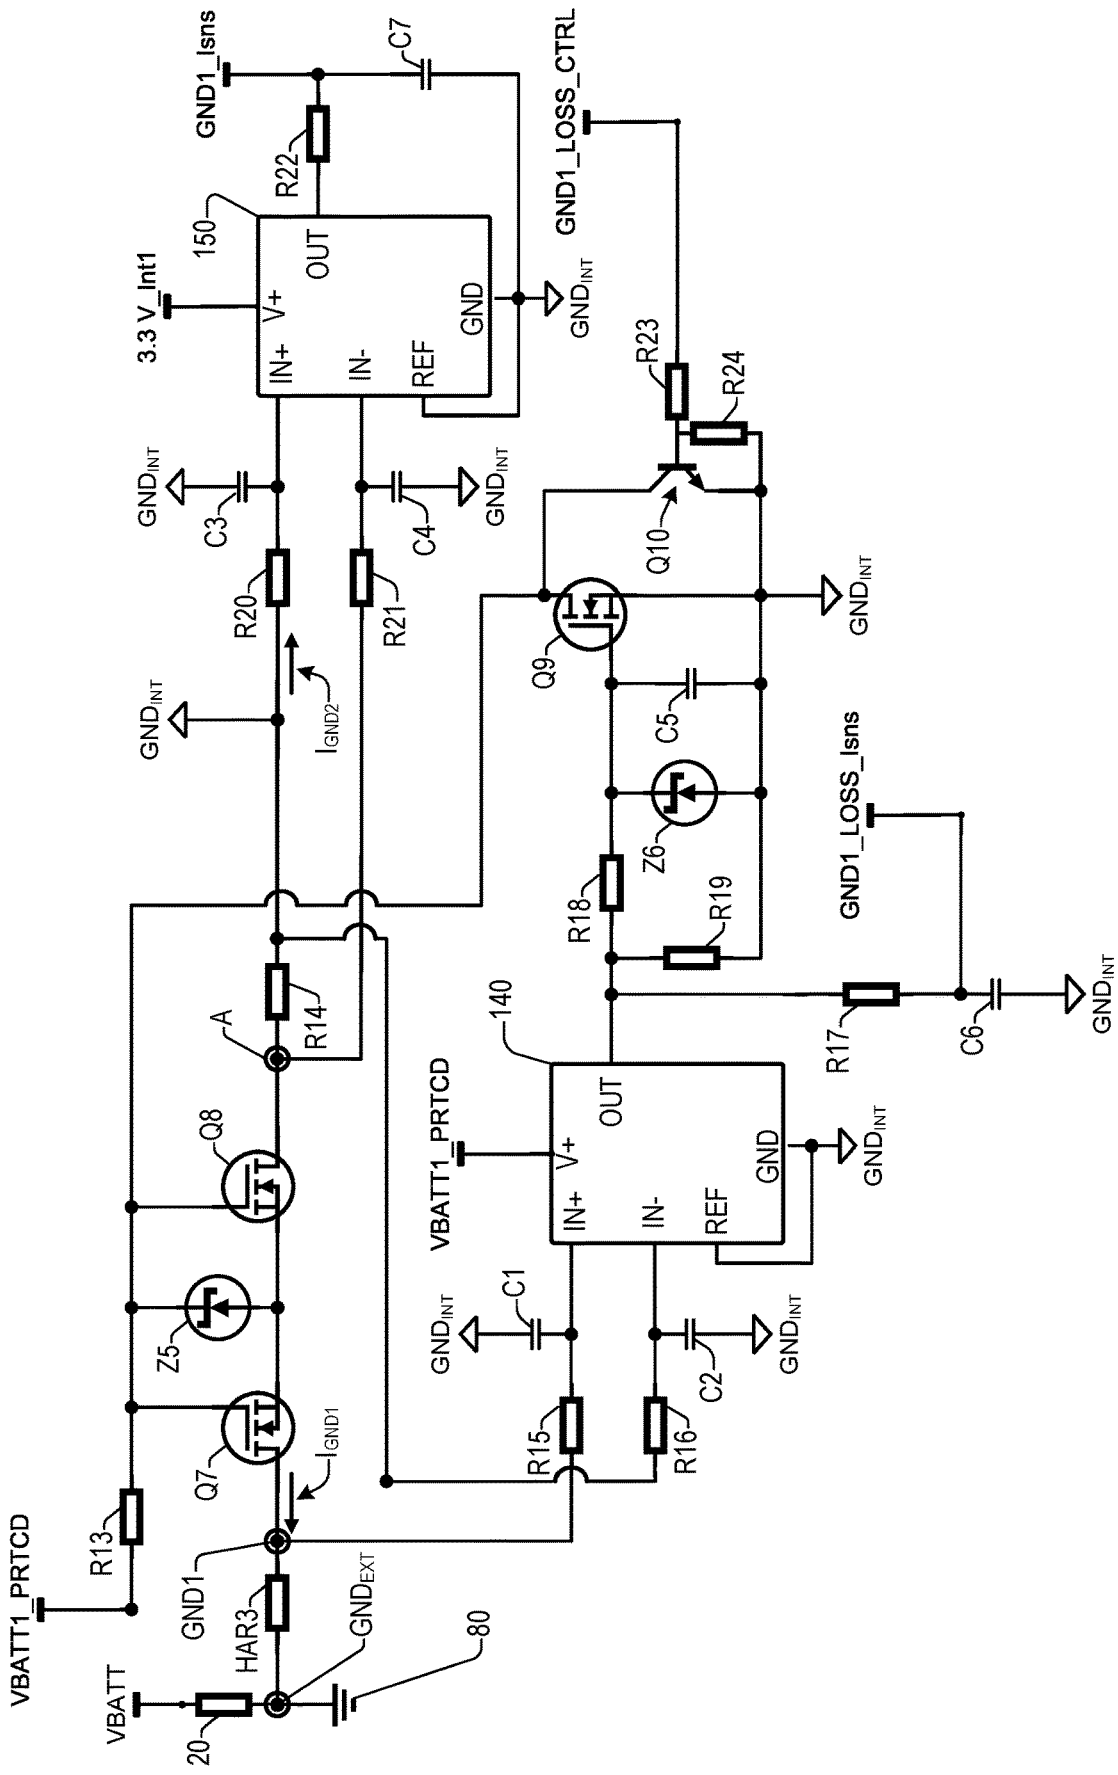 VBATT1_PRTCD
R13
VBATT
20
HAR3
GND1
GND_EXT
80
Q7
I_GND1
Z5
Q8
A
R14
GND_INT
I_GND2
R20
R21
GND_INT
C3
C4
GND_INT
3.3 V_Int1
150
V+
IN+
IN-
REF
OUT
GND
GND_INT
R22
GND1_Isns
C7
VBATT1_PRTCD
140
V+
IN+
IN-
REF
OUT
GND
GND_INT
R15
R16
GND_INT
C1
C2
GND_INT
R17
C6
GND_INT
GND1_LOSS_Isns
R18
R19
Z6
C5
Q9
Q10
GND_INT
R23
R24
GND1_LOSS_CTRL